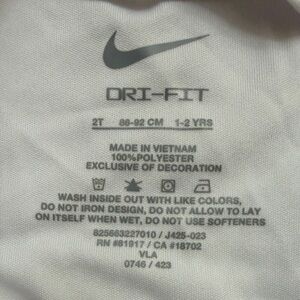 DRI-FIT
2T 86-92 CM 1-2 YRS
MADE IN VIETNAM
100%POLYESTER
EXCLUSIVE OF DECORATION
WASH INSIDE OUT WITH LIKE COLORS,
DO NOT IRON DESIGN, DO NOT ALLOW TO LAY
ON ITSELF WHEN WET, DO NOT USE SOFTENERS
825663227010 / J425-023
RN #81917 / CA #18702
VLA
0746 / 423